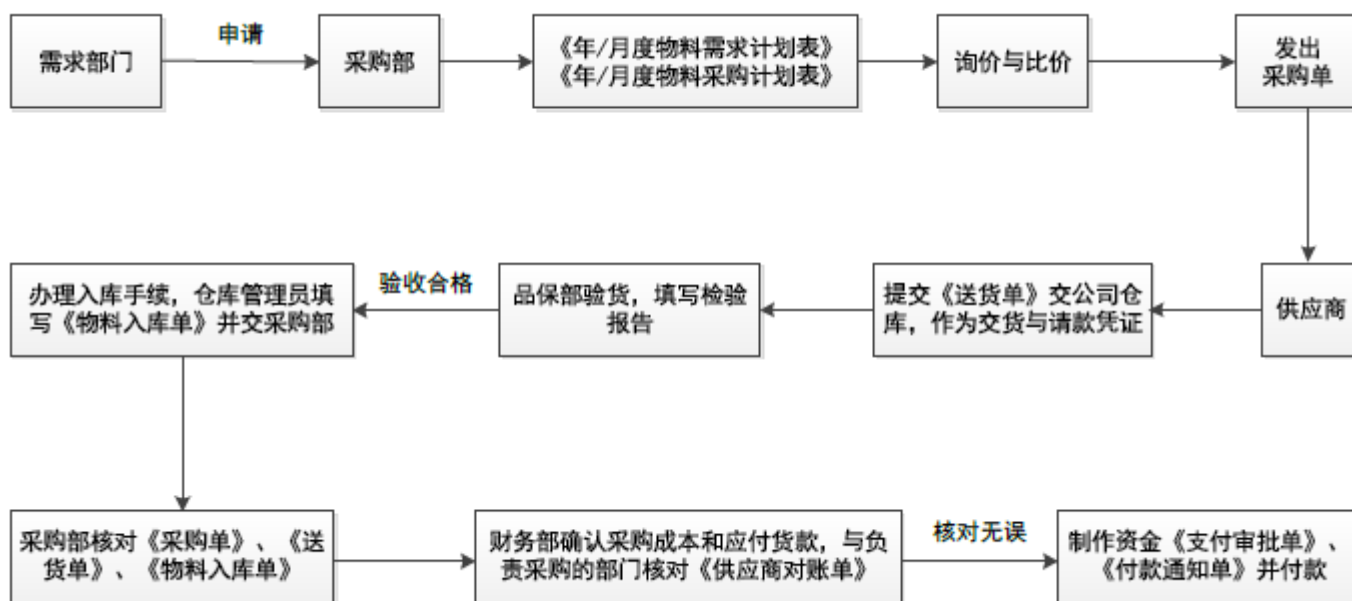 需求部门
申请
采购部
《年/月度物料需求计划表》
《年/月度物料采购计划表》
询价与比价
发出
采购单
供应商
提交《送货单》交公司仓
库，作为交货与请款凭证
品保部验货，填写检验
报告
验收合格
办理入库手续，仓库管理员填
写《物料入库单》并交采购部
采购部核对《采购单》、《送
货单》、《物料入库单》
财务部确认采购成本和应付货款，与负
责采购的部门核对《供应商对账单》
核对无误
制作资金《支付审批单》、
《付款通知单》并付款